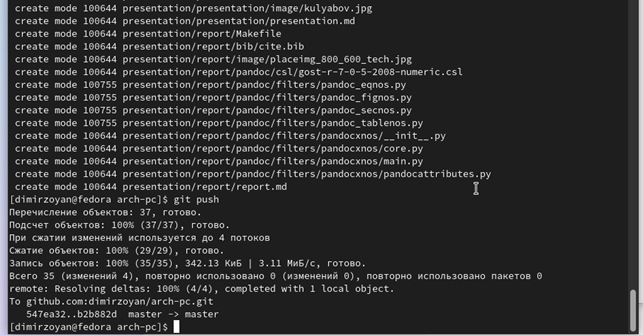 create mode 100644 presentation/presentation/image/kulyabov.jpg
create mode 100644 presentation/presentation/presentation.md
create mode 100644 presentation/report/Makefile
create mode 100644 presentation/report/bib/cite.bib
create mode 100644 presentation/report/image/placeimg_800_600_tech.jpg
create mode 100644 presentation/report/pandoc/csl/gost-r-7-0-5-2008-numeric.csl
create mode 100755 presentation/report/pandoc/filters/pandoc_eqnos.py
create mode 100755 presentation/report/pandoc/filters/pandoc_fignos.py
create mode 100755 presentation/report/pandoc/filters/pandoc_secnos.py
create mode 100755 presentation/report/pandoc/filters/pandoc_tablenos.py
create mode 100644 presentation/report/pandoc/filters/pandocxnos/__init__.py
create mode 100644 presentation/report/pandoc/filters/pandocxnos/core.py
create mode 100644 presentation/report/pandoc/filters/pandocxnos/main.py
create mode 100644 presentation/report/pandoc/filters/pandocxnos/pandocattributes.py
create mode 100644 presentation/report/report.md
[dimirzoyan@fedora arch-pc]$ git push
Перечисление объектов: 37, готово.
Подсчет объектов: 100% (37/37), готово.
При сжатии изменений используется до 4 потоков
Сжатие объектов: 100% (29/29), готово.
Запись объектов: 100% (35/35), 342.13 КиБ | 3.11 МиБ/с, готово.
Всего 35 (изменений 4), повторно использовано 0 (изменений 0), повторно использовано пакетов 0
remote: Resolving deltas: 100% (4/4), completed with 1 local object.
To github.com:dimirzoyan/arch-pc.git
547ea32..b2b882d master -> master
[dimirzoyan@fedora arch-pc]$